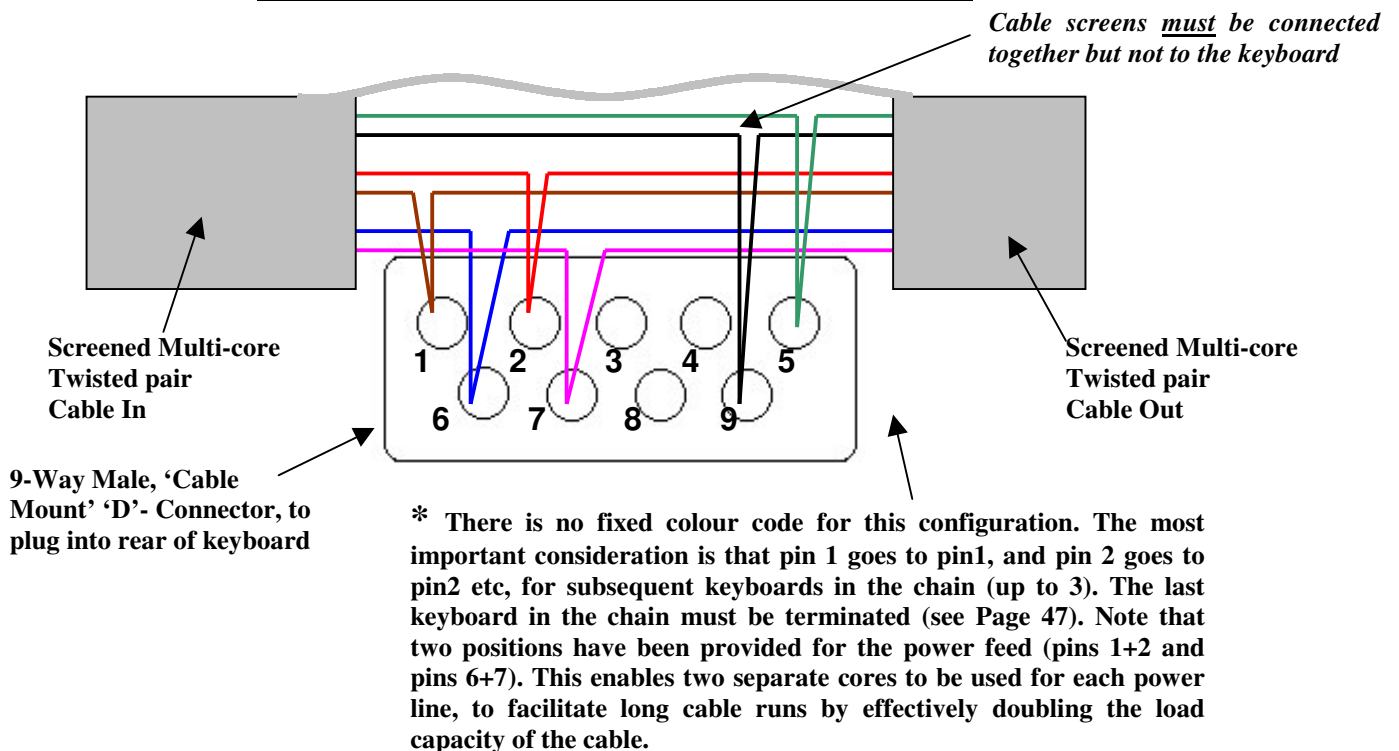 Cable screens must be connected
together but not to the keyboard
Screened Multi-core
Twisted pair
Cable In
Screened Multi-core
Twisted pair
Cable Out
1 2 3 4 5
6 7 8 9
9-Way Male, ‘Cable
Mount’ ‘D’- Connector, to
plug into rear of keyboard
* There is no fixed colour code for this configuration. The most
important consideration is that pin 1 goes to pin1, and pin 2 goes to
pin2 etc, for subsequent keyboards in the chain (up to 3). The last
keyboard in the chain must be terminated (see Page 47). Note that
two positions have been provided for the power feed (pins 1+2 and
pins 6+7). This enables two separate cores to be used for each power
line, to facilitate long cable runs by effectively doubling the load
capacity of the cable.